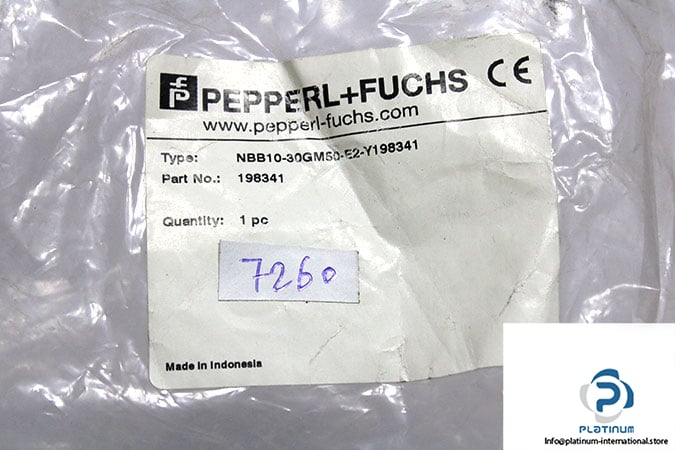 PEPPERL+FUCHS CE
www.pepperl-fuchs.com
Type: NBB10-30GM50-E2-Y198341
Part No.: 198341
Quantity: 1 pc
7260
Made in Indonesia
PLATINUM
Info@platinum-international.store